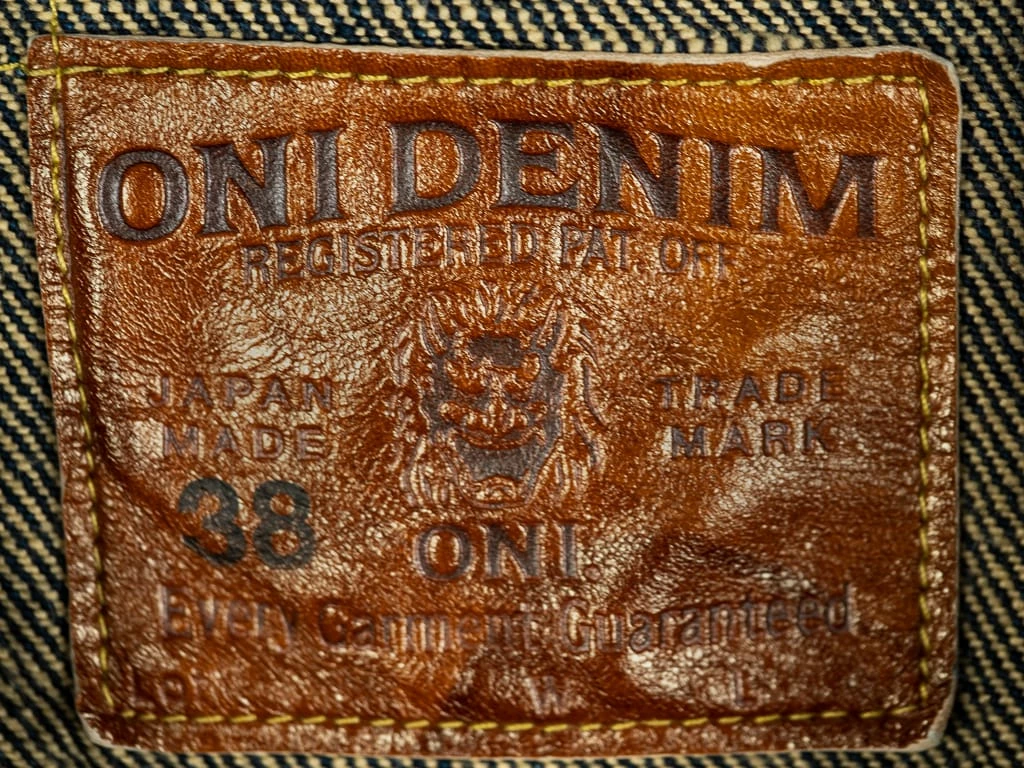 ONI DENIM
REGISTERED PAT. OFF
JAPAN MADE
TRADE MARK
38
ONI.
Every Garment Guaranteed
W L